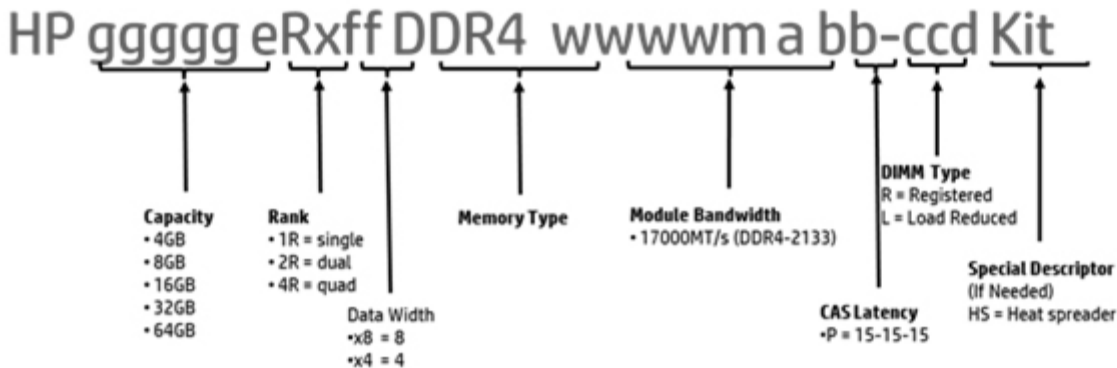 HP ggggg eRxff DDR4 wwwwm a bb-ccd Kit
Capacity
• 4GB
• 8GB
• 16GB
• 32GB
• 64GB
Rank
• 1R = single
• 2R = dual
• 4R = quad
Data Width
•x8 = 8
•x4 = 4
Memory Type
Module Bandwidth
• 17000MT/s (DDR4-2133)
CAS Latency
•P = 15-15-15
DIMM Type
R = Registered
L = Load Reduced
Special Descriptor
(If Needed)
HS = Heat spreader